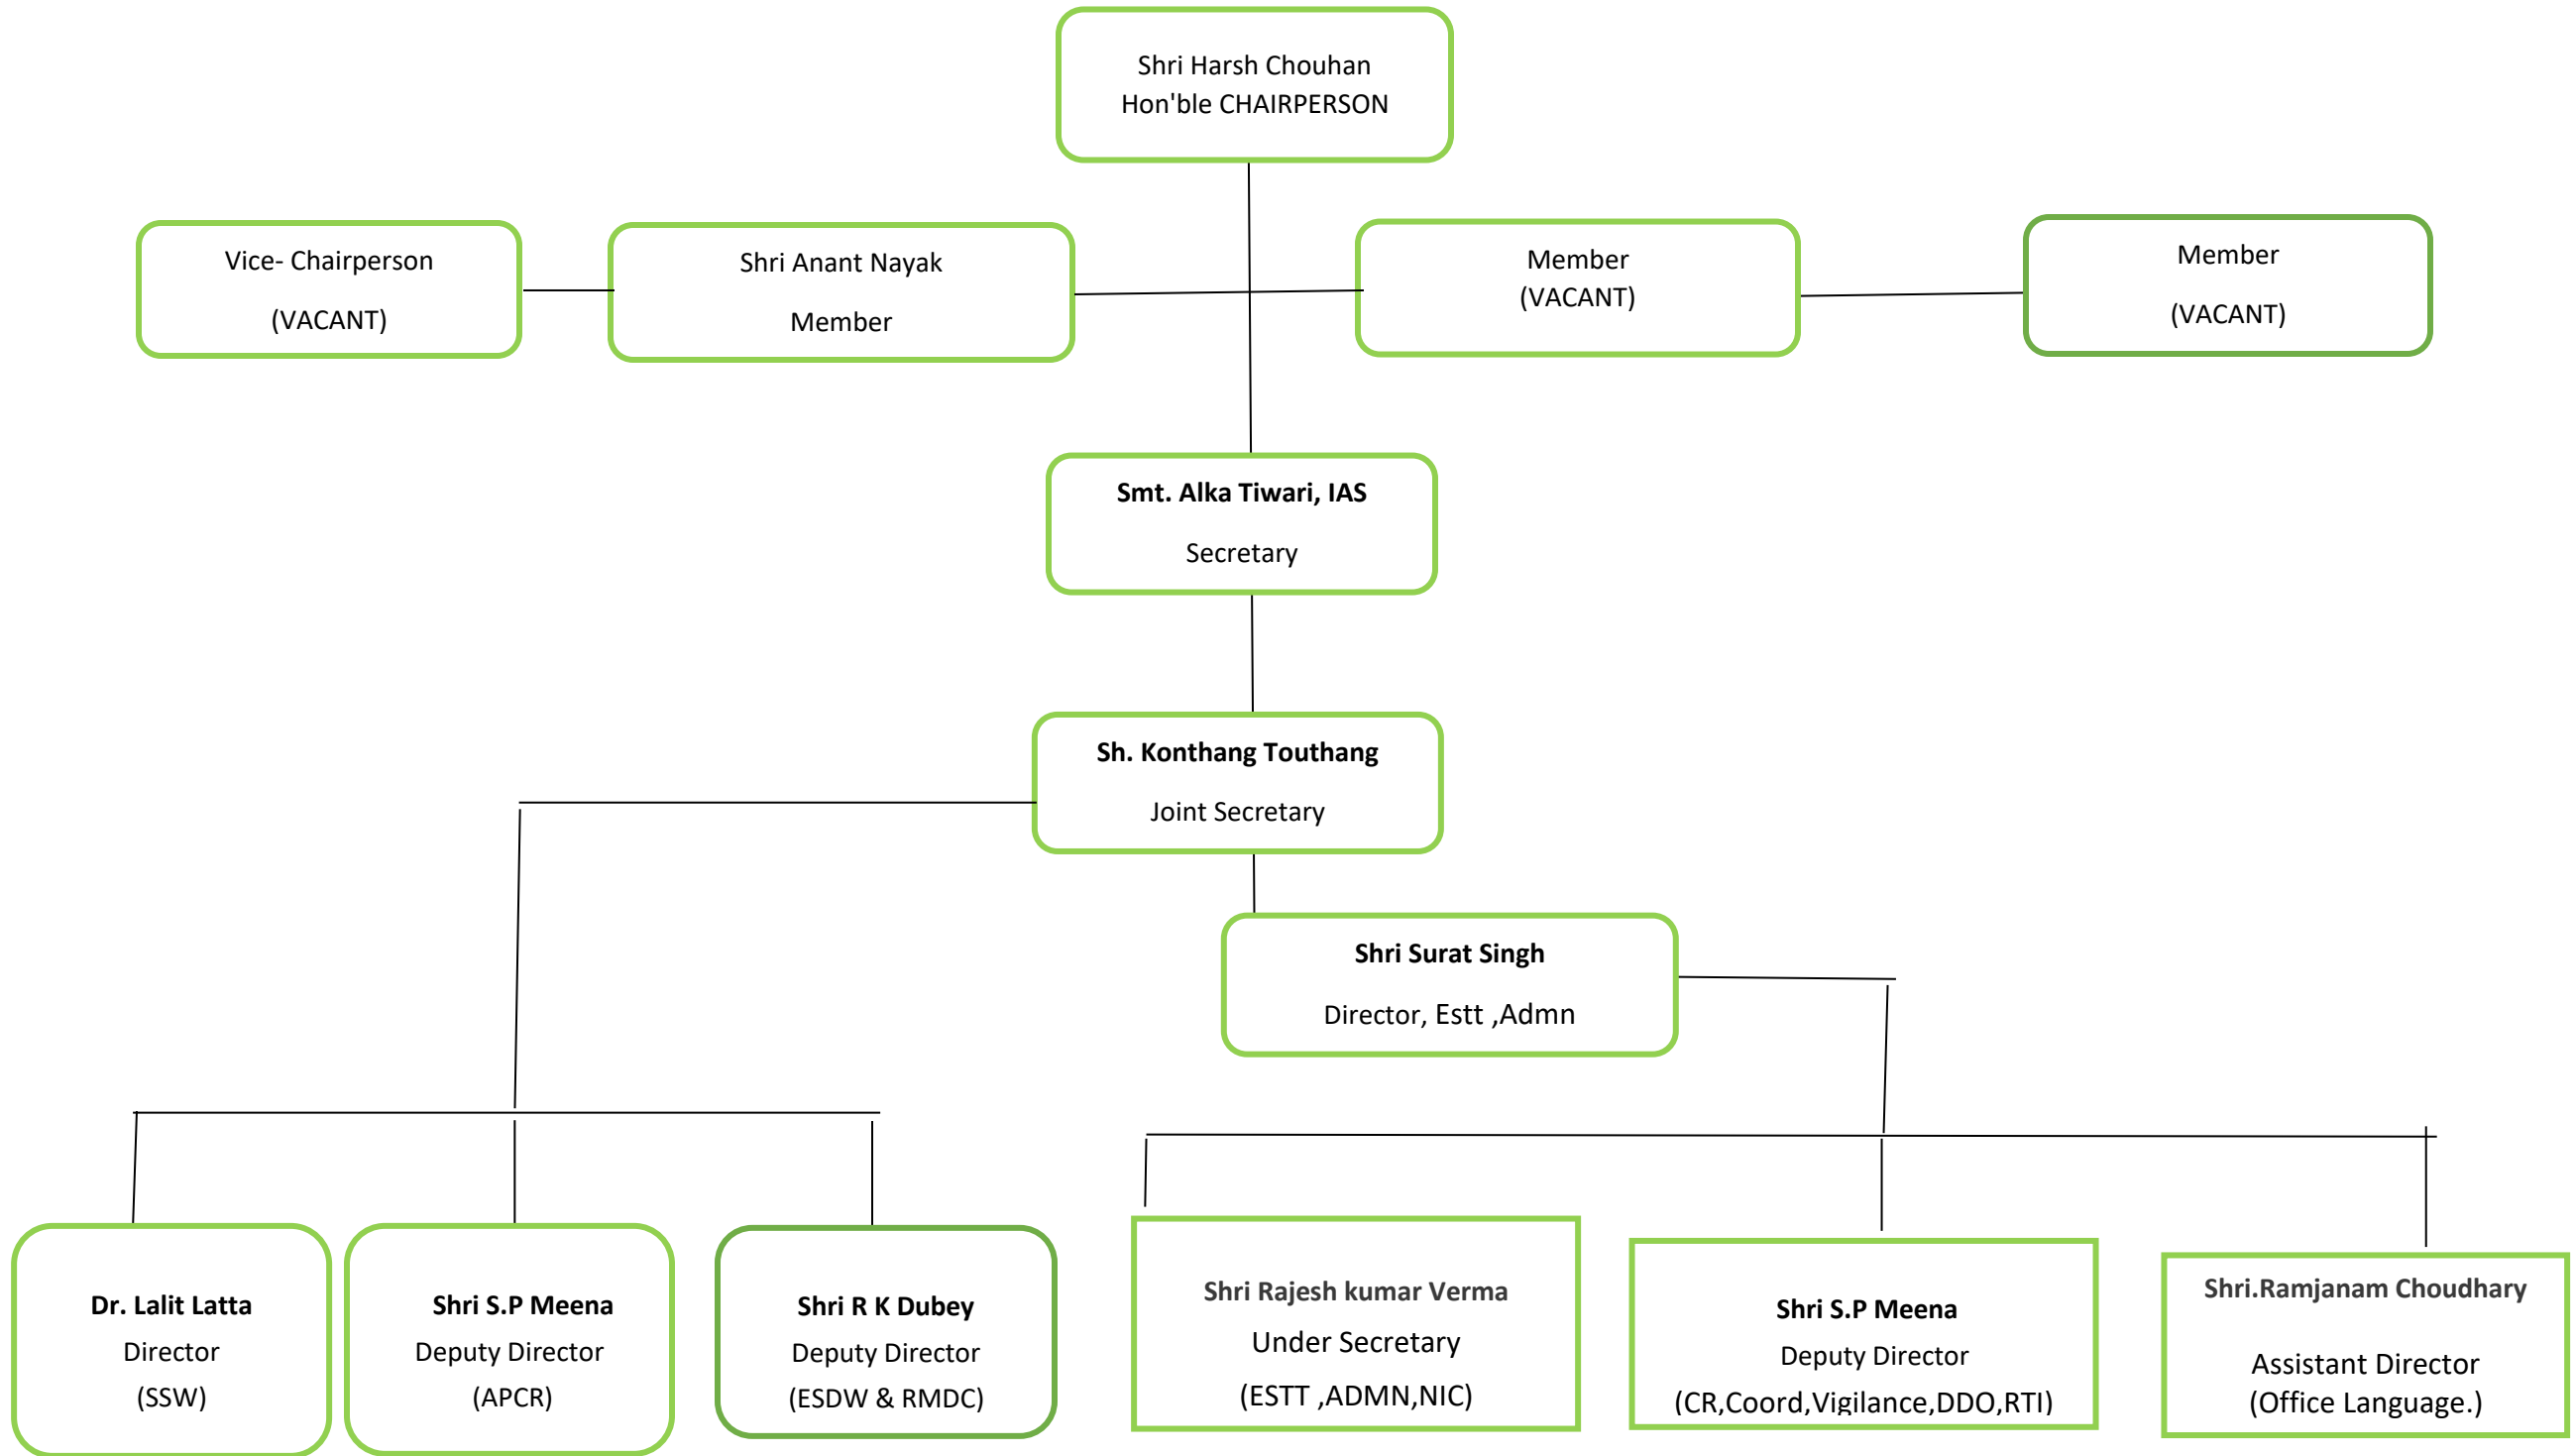 Shri Harsh Chouhan
Hon'ble CHAIRPERSON
Vice- Chairperson
(VACANT)
Shri Anant Nayak
Member
Member
(VACANT)
Member
(VACANT)
Smt. Alka Tiwari, IAS
Secretary
Sh. Konthang Touthang
Joint Secretary
Shri Surat Singh
Director, Estt ,Admn
Dr. Lalit Latta
Director
(SSW)
Shri S.P Meena
Deputy Director
(APCR)
Shri R K Dubey
Deputy Director
(ESDW & RMDC)
Shri Rajesh kumar Verma
Under Secretary
(ESTT ,ADMN,NIC)
Shri S.P Meena
Deputy Director
(CR,Coord,Vigilance,DDO,RTI)
Shri.Ramjanam Choudhary
Assistant Director
(Office Language.)